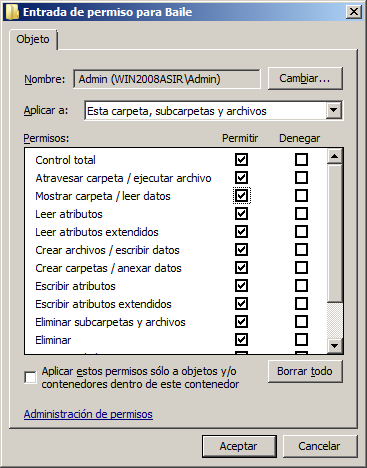 Entrada de permiso para Baile
Objeto
Nombre: Admin (WIN2008ASIR\Admin) Cambiar...
Aplicar a: Esta carpeta, subcarpetas y archivos
Permisos: Permitir Denegar
Control total
Atravesar carpeta / ejecutar archivo
Mostrar carpeta / leer datos
Leer atributos
Leer atributos extendidos
Crear archivos / escribir datos
Crear carpetas / anexar datos
Escribir atributos
Escribir atributos extendidos
Eliminar subcarpetas y archivos
Eliminar
Aplicar estos permisos sólo a objetos y/o
contenedores dentro de este contenedor
Borrar todo
Administración de permisos
Aceptar Cancelar